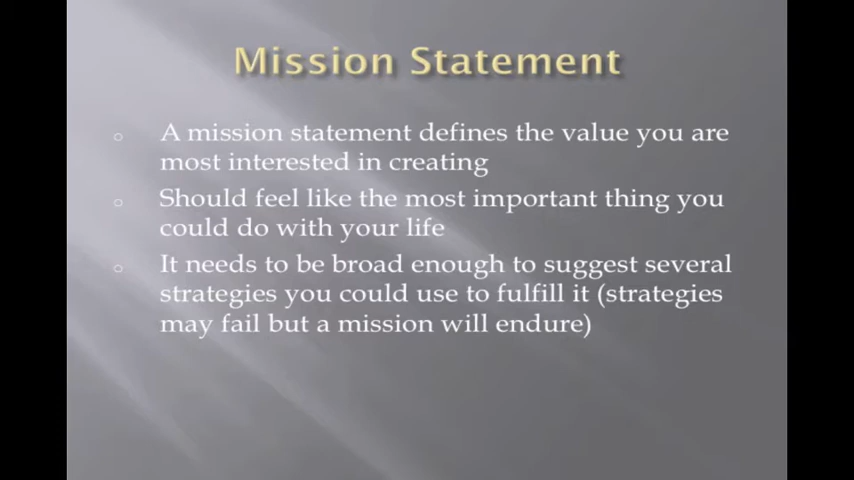 Mission Statement
A mission statement defines the value you are
most interested in creating
Should feel like the most important thing you
could do with your life
It needs to be broad enough to suggest several
strategies you could use to fulfill it (strategies
may fail but a mission will endure)